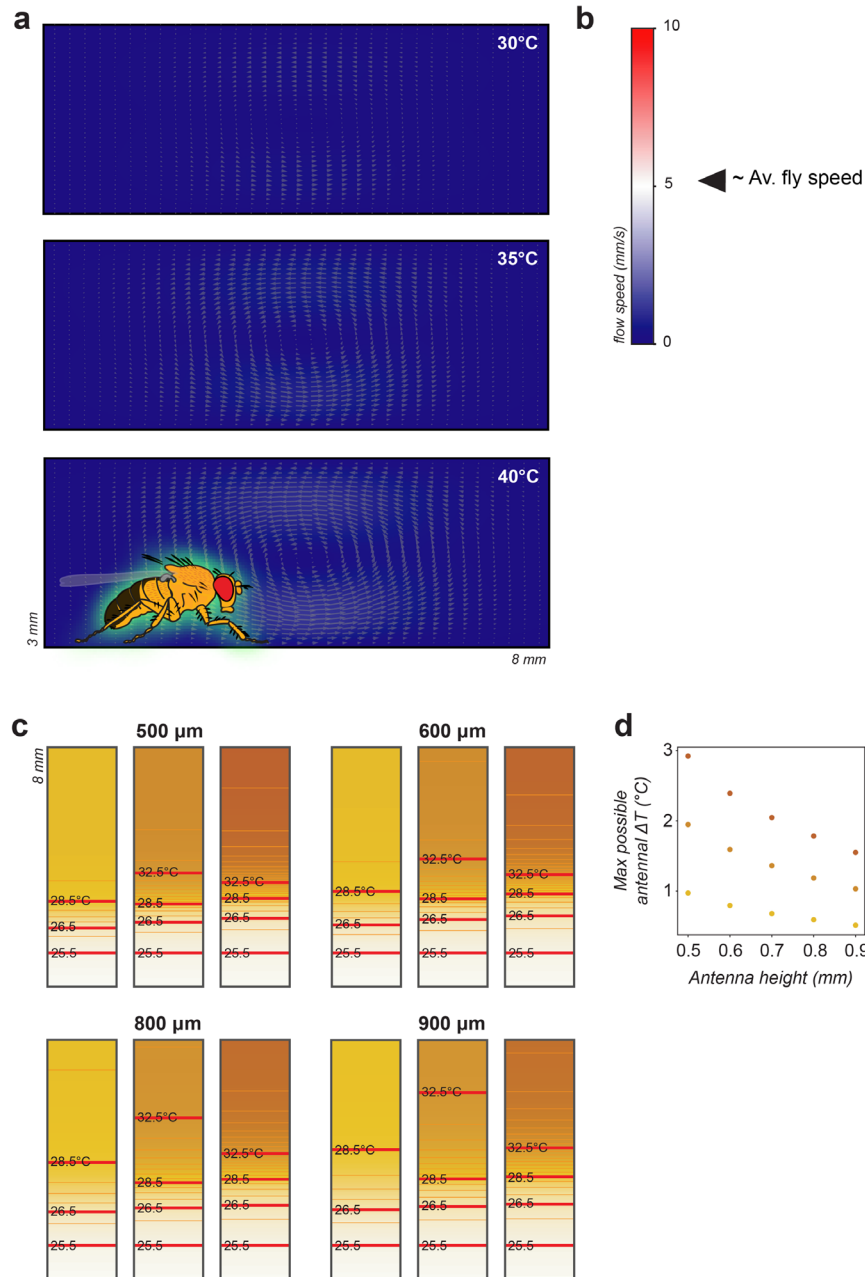 a
30°C
35°C
40°C
3 mm
8 mm
b
10
5
0
flow speed (mm/s)
~ Av. fly speed
c
500 µm
8 mm
28.5°C
26.5
25.5
32.5°C
28.5
26.5
25.5
32.5°C
28.5
26.5
25.5
600 µm
28.5°C
26.5
25.5
32.5°C
28.5
26.5
25.5
32.5°C
28.5
26.5
25.5
d
3
2
1
0.5 0.6 0.7 0.8 0.9
Max possible
antennal ΔT (°C)
Antenna height (mm)
800 µm
28.5°C
26.5
25.5
32.5°C
28.5
26.5
25.5
32.5°C
28.5
26.5
25.5
900 µm
28.5°C
26.5
25.5
32.5°C
28.5
26.5
25.5
32.5°C
28.5
26.5
25.5